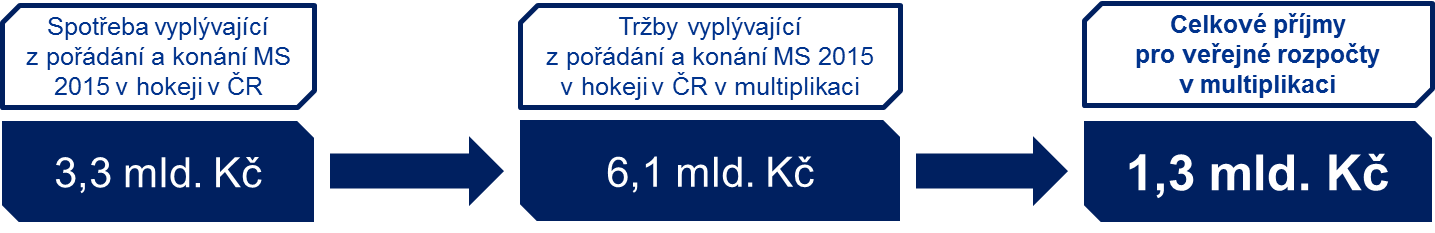 Spotřeba vyplývající
z pořádání a konání MS
2015 v hokeji v ČR
3,3 mld. Kč
Tržby vyplývající
z pořádání a konání MS 2015
v hokeji v ČR v multiplikaci
6,1 mld. Kč
Celkové příjmy
pro veřejné rozpočty
v multiplikaci
1,3 mld. Kč